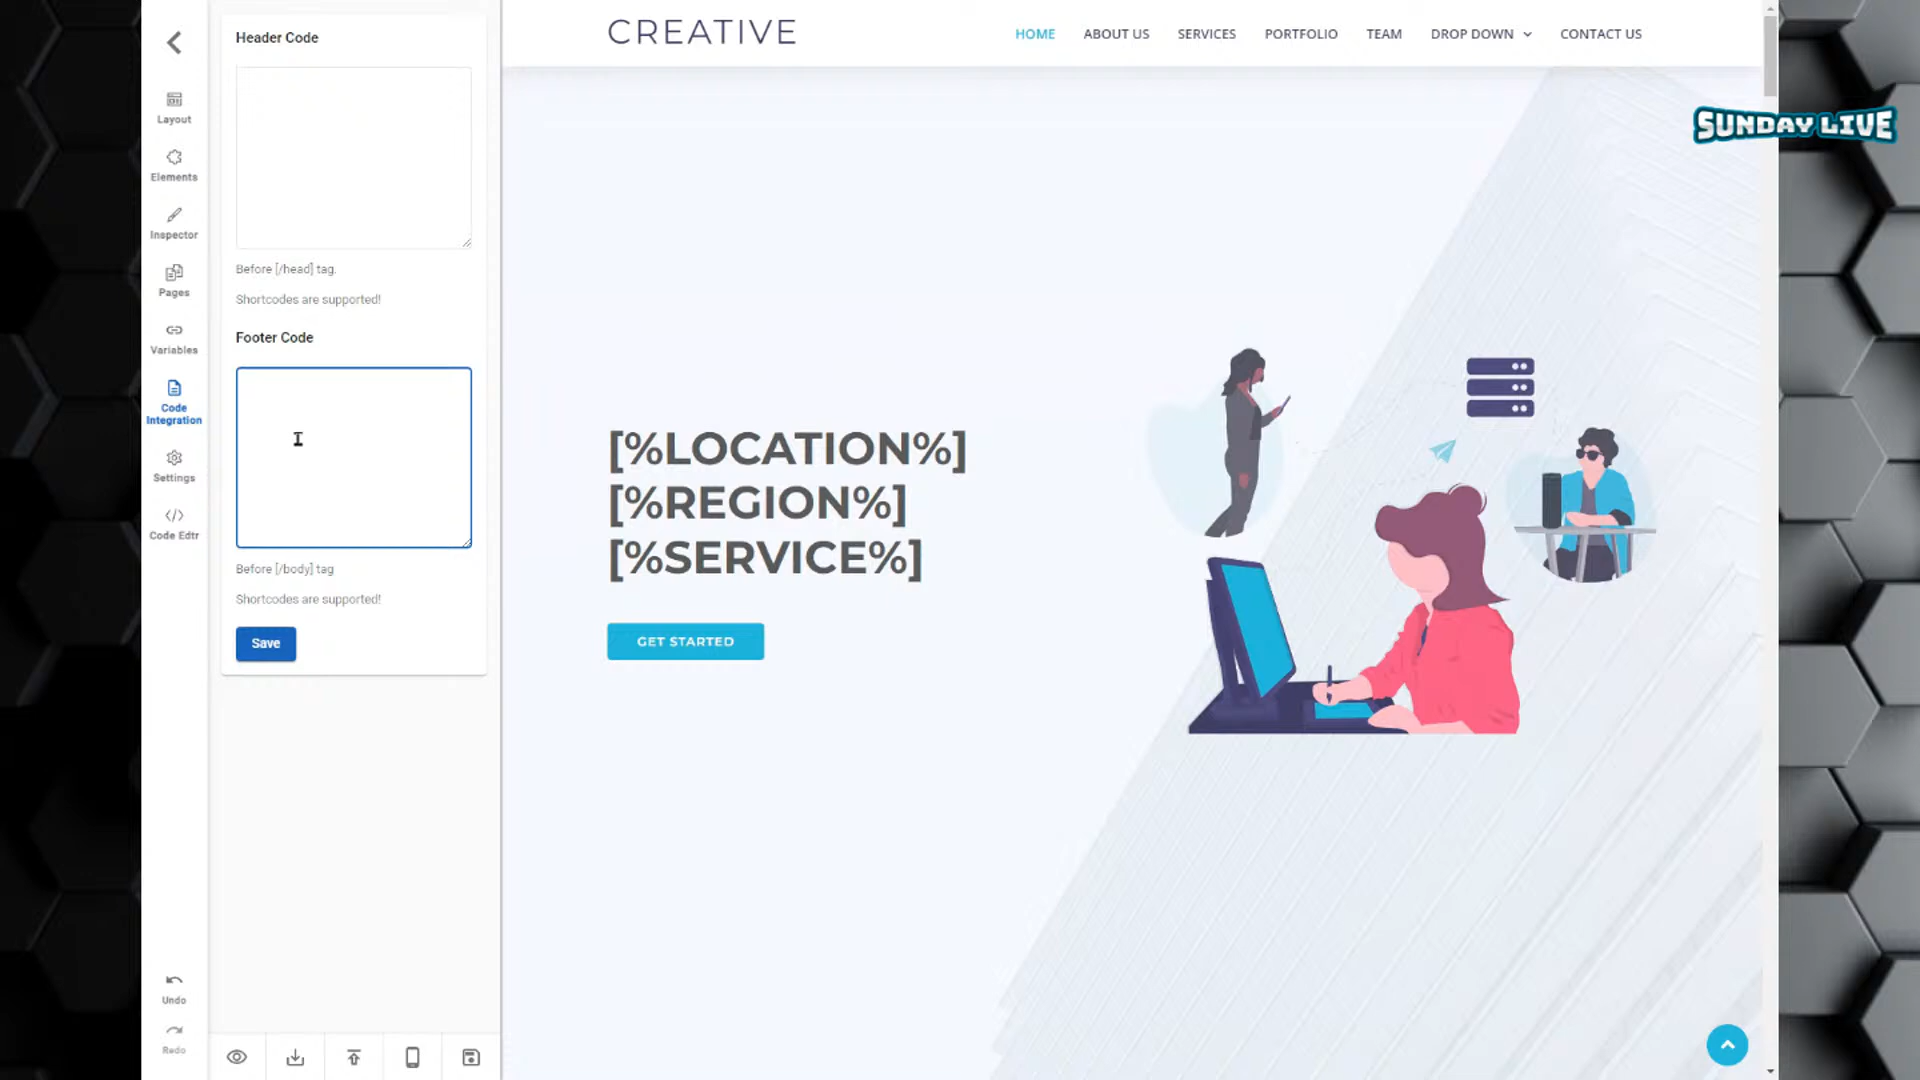 Header Code
Before [/head] tag.
Shortcodes are supported!
Footer Code
Before [/body] tag
Shortcodes are supported!
Save
Layout
Elements
Inspector
Pages
Variables
Code
Integration
Settings
Code Edtr
Undo
Redo
CREATIVE
HOME ABOUT US SERVICES PORTFOLIO TEAM DROP DOWN CONTACT US
SUNDAY LIVE
[%LOCATION%]
[%REGION%]
[%SERVICE%]
GET STARTED